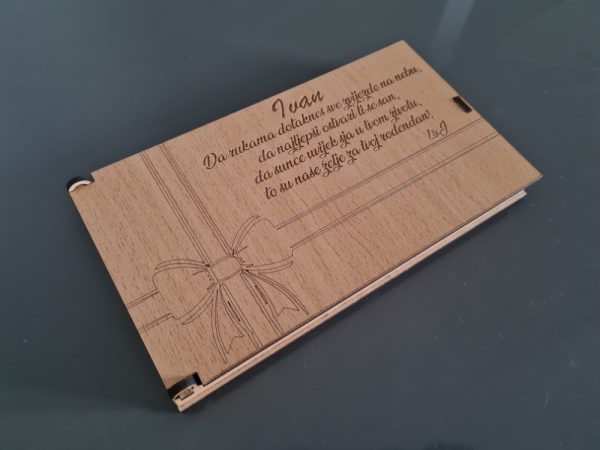 Ivan
Da rukama dotakneš sve zvijezde na nebu,
da najljepši ostvari ti se san,
da sunce uvijek sja u tvom životu,
to su naše želje za tvoj rođendan!
I&J